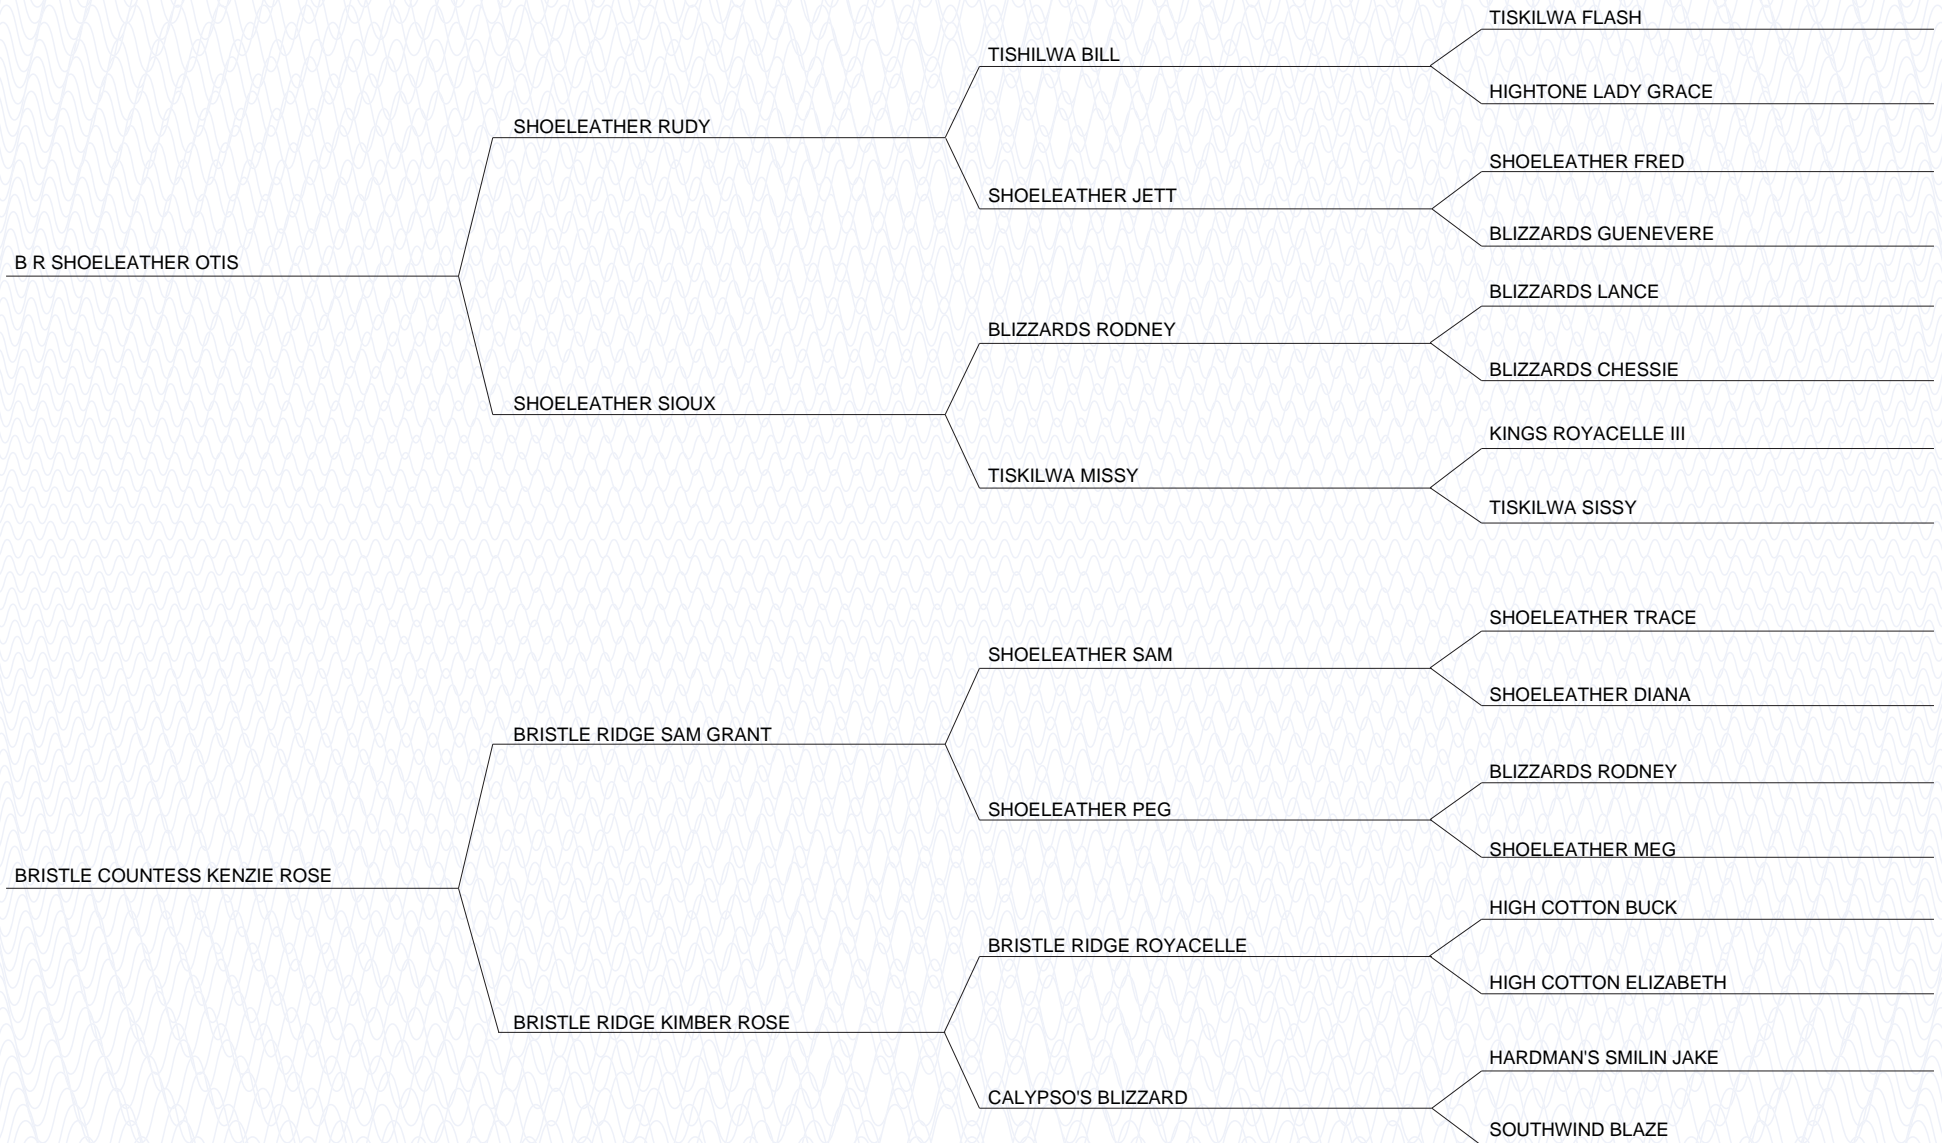 TISKILWA FLASH
TISHILWA BILL
HIGHTONE LADY GRACE
SHOELEATHER RUDY
SHOELEATHER FRED
SHOELEATHER JETT
BLIZZARDS GUENEVERE
B R SHOELEATHER OTIS
BLIZZARDS LANCE
BLIZZARDS RODNEY
BLIZZARDS CHESSIE
SHOELEATHER SIOUX
KINGS ROYACELLE III
TISKILWA MISSY
TISKILWA SISSY
SHOELEATHER TRACE
SHOELEATHER SAM
SHOELEATHER DIANA
BRISTLE RIDGE SAM GRANT
BLIZZARDS RODNEY
SHOELEATHER PEG
SHOELEATHER MEG
BRISTLE COUNTESS KENZIE ROSE
HIGH COTTON BUCK
BRISTLE RIDGE ROYACELLE
HIGH COTTON ELIZABETH
BRISTLE RIDGE KIMBER ROSE
HARDMAN'S SMILIN JAKE
CALYPSO'S BLIZZARD
SOUTHWIND BLAZE